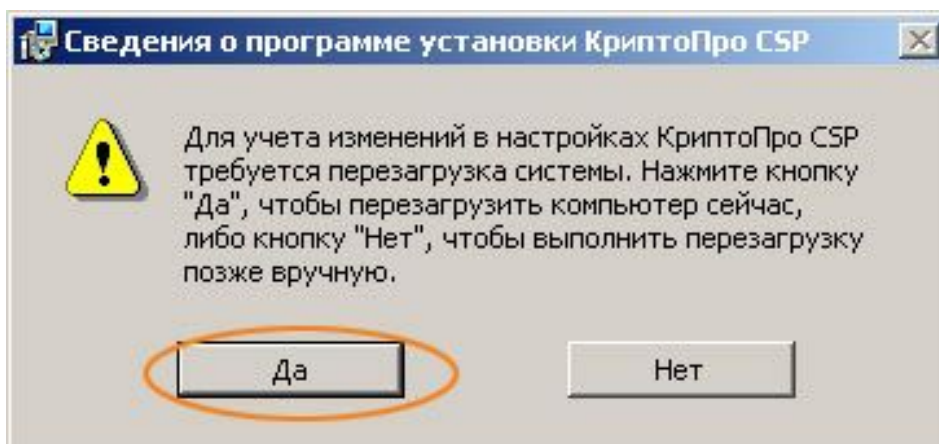 Сведения о программе установки КриптоПро CSP
Для учета изменений в настройках КриптоПро CSP
требуется перезагрузка системы. Нажмите кнопку
"Да", чтобы перезагрузить компьютер сейчас,
либо кнопку "Нет", чтобы выполнить перезагрузку
позже вручную.
Да
Нет